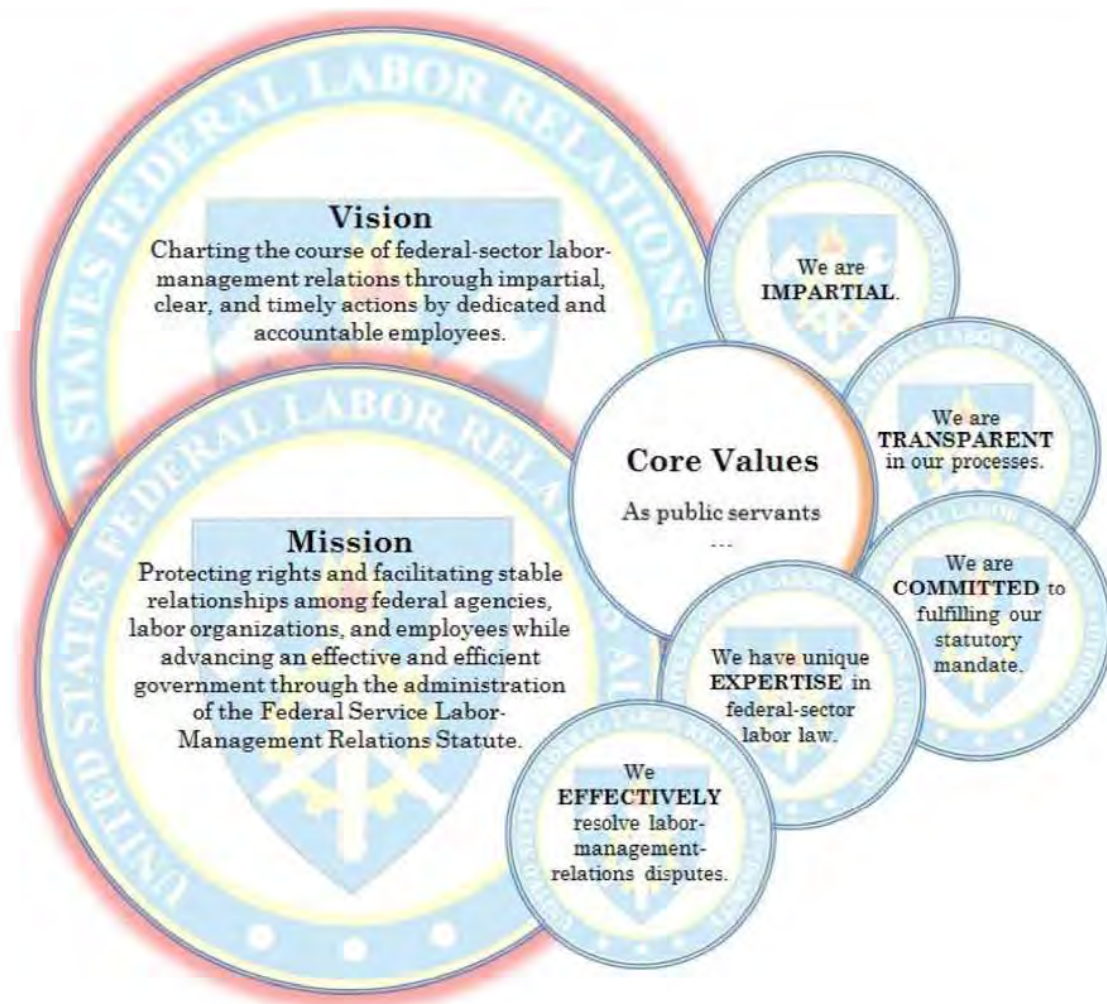 UNITED STATES FEDERAL LABOR RELATIONS
Vision
Charting the course of federal-sector labor-
management relations through impartial,
clear, and timely actions by dedicated and
accountable employees.
UNITED STATES FEDERAL LABOR RELATIONS
Mission
Protecting rights and facilitating stable
relationships among federal agencies,
labor organizations, and employees while
advancing an effective and efficient
government through the administration
of the Federal Service Labor-
Management Relations Statute.
Core Values
As public servants
...
We are
IMPARTIAL.
We are
TRANSPARENT
in our processes.
We are
COMMITTED to
fulfilling our
statutory
mandate.
We have unique
EXPERTISE in
federal-sector
labor law.
We
EFFECTIVELY
resolve labor-
management-
relations disputes.